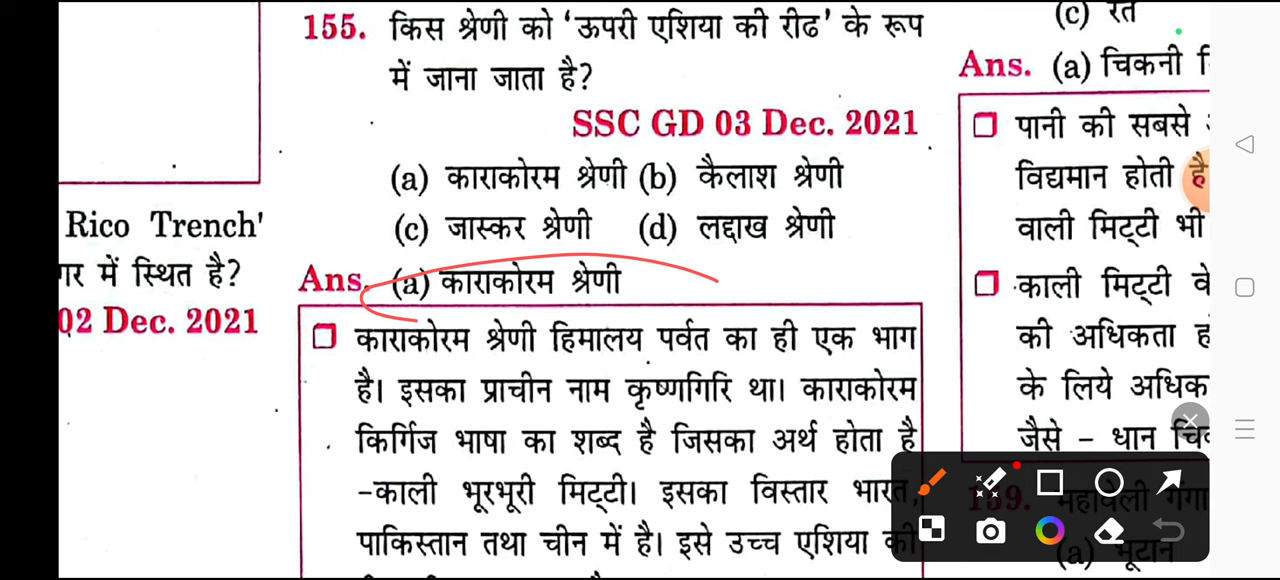 Rico Trench'
गर में स्थित है?
02 Dec. 2021
155. किस श्रेणी को 'ऊपरी एशिया की रीढ' के रूप
में जाना जाता है?
SSC GD 03 Dec. 2021
(a) काराकोरम श्रेणी (b) कैलाश श्रेणी
(c) जास्कर श्रेणी (d) लद्दाख श्रेणी
Ans. (a) काराकोरम श्रेणी
काराकोरम श्रेणी हिमालय पर्वत का ही एक भाग
है। इसका प्राचीन नाम कृष्णगिरि था। काराकोरम
किर्गिज भाषा का शब्द है जिसका अर्थ होता है
-काली भूरभूरी मिट्टी। इसका विस्तार भारत,
पाकिस्तान तथा चीन में है। इसे उच्च एशिया की
(c) रेत
Ans. (a) चिकनी
पानी की सबसे
विद्यमान होती है
वाली मिट्टी भी
काली मिट्टी
की अधिकता
के लिये अधिक
जैसे - धान
159. महावेली गंगा
(a) भूटान